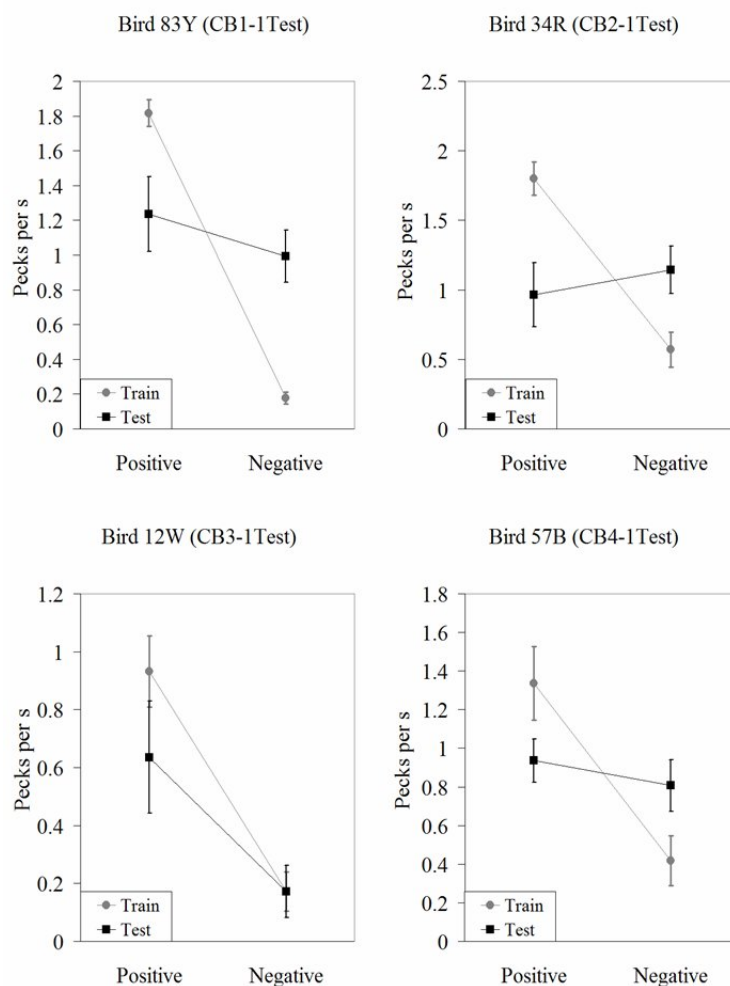 Bird 83Y (CB1-1Test)
Pecks per s
2
1.8
1.6
1.4
1.2
1
0.8
0.6
0.4
0.2
0
Train
Test
Positive Negative
Bird 34R (CB2-1Test)
Pecks per s
2.5
2
1.5
1
0.5
0
Train
Test
Positive Negative
Bird 12W (CB3-1Test)
Pecks per s
1.2
1
0.8
0.6
0.4
0.2
0
Train
Test
Positive Negative
Bird 57B (CB4-1Test)
Pecks per s
1.8
1.6
1.4
1.2
1
0.8
0.6
0.4
0.2
0
Train
Test
Positive Negative